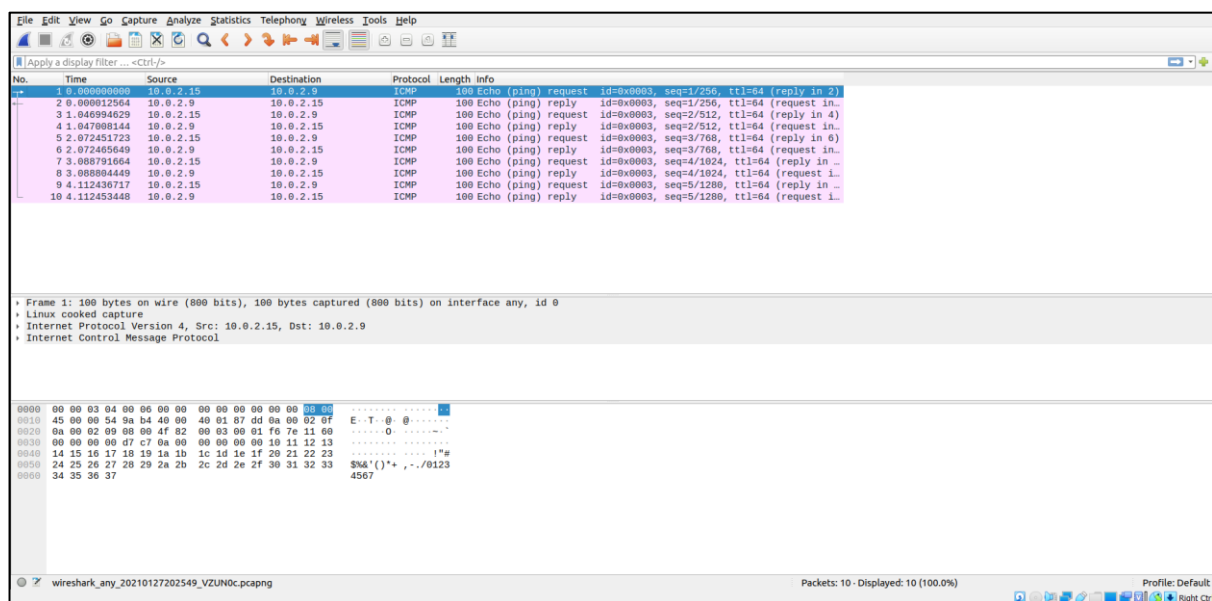 File Edit View Go Capture Analyze Statistics Telephony Wireless Tools Help
Apply a display filter ... <Ctrl-/>
No. Time Source Destination Protocol Length Info
1 0.000000000 10.0.2.15 10.0.2.9 ICMP 100 Echo (ping) request id=0x0003, seq=1/256, ttl=64 (reply in 2)
2 0.000012564 10.0.2.9 10.0.2.15 ICMP 100 Echo (ping) reply id=0x0003, seq=1/256, ttl=64 (request in…
3 1.046994629 10.0.2.15 10.0.2.9 ICMP 100 Echo (ping) request id=0x0003, seq=2/512, ttl=64 (reply in 4)
4 1.047008144 10.0.2.9 10.0.2.15 ICMP 100 Echo (ping) reply id=0x0003, seq=2/512, ttl=64 (request in…
5 2.072451723 10.0.2.15 10.0.2.9 ICMP 100 Echo (ping) request id=0x0003, seq=3/768, ttl=64 (reply in 6)
6 2.072465649 10.0.2.9 10.0.2.15 ICMP 100 Echo (ping) reply id=0x0003, seq=3/768, ttl=64 (request in…
7 3.088791664 10.0.2.15 10.0.2.9 ICMP 100 Echo (ping) request id=0x0003, seq=4/1024, ttl=64 (reply in …
8 3.088804449 10.0.2.9 10.0.2.15 ICMP 100 Echo (ping) reply id=0x0003, seq=4/1024, ttl=64 (request i…
9 4.112436717 10.0.2.15 10.0.2.9 ICMP 100 Echo (ping) request id=0x0003, seq=5/1280, ttl=64 (reply in …
10 4.112453448 10.0.2.9 10.0.2.15 ICMP 100 Echo (ping) reply id=0x0003, seq=5/1280, ttl=64 (request i…
Frame 1: 100 bytes on wire (800 bits), 100 bytes captured (800 bits) on interface any, id 0
Linux cooked capture
Internet Protocol Version 4, Src: 10.0.2.15, Dst: 10.0.2.9
Internet Control Message Protocol
0000 00 00 03 04 00 06 00 00 00 00 00 00 00 00 08 00 ········ ········
0010 45 00 00 54 9a b4 40 00 40 01 87 dd 0a 00 02 0f E··T··@· @·······
0020 0a 00 02 09 08 00 4f 82 00 03 00 01 f6 7e 11 60 ······O· ·····~·`
0030 00 00 00 00 d7 c7 0a 00 00 00 00 00 10 11 12 13 ········ ········
0040 14 15 16 17 18 19 1a 1b 1c 1d 1e 1f 20 21 22 23 ········ ···· !"#
0050 24 25 26 27 28 29 2a 2b 2c 2d 2e 2f 30 31 32 33 $%&'()*+ ,-./0123
0060 34 35 36 37 4567
wireshark_any_20210127202549_VZUN0c.pcapng Packets: 10 · Displayed: 10 (100.0%) Profile: Default
Right Ctrl